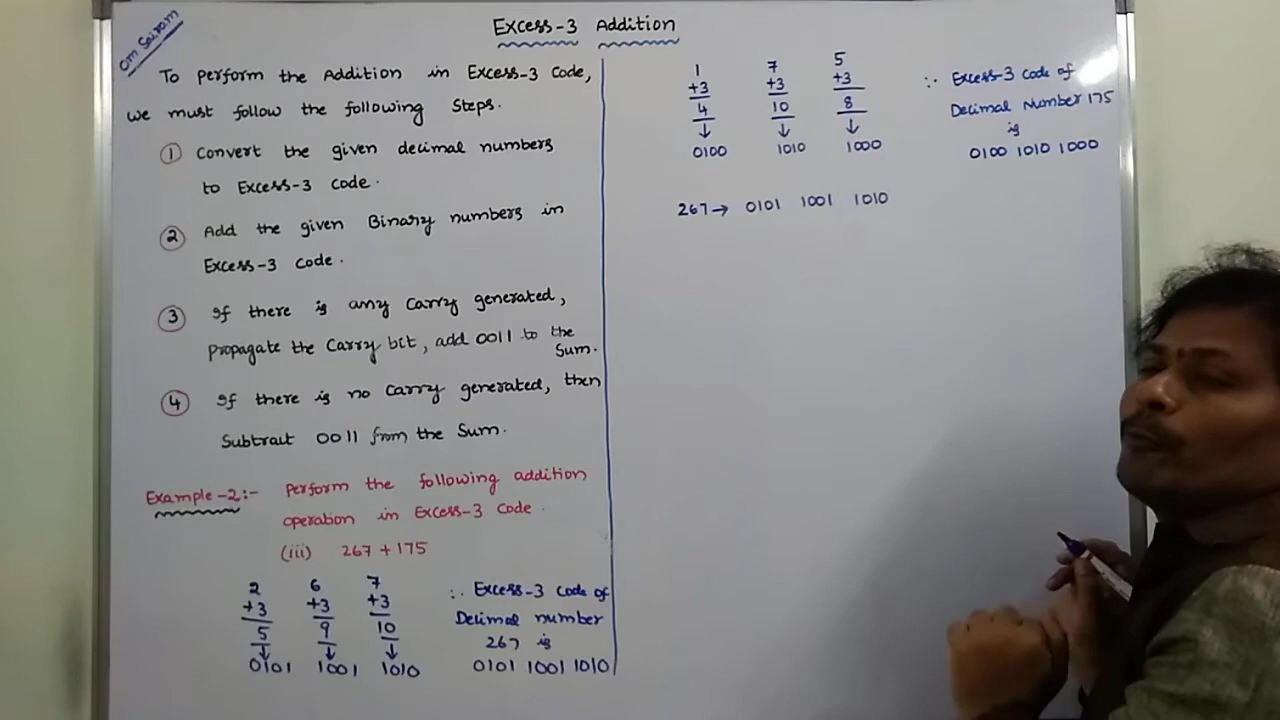 Om Sairam
Excess-3 Addition
To perform the Addition in Excess-3 Code,
we must follow the following Steps.
① Convert the given decimal numbers
to Excess-3 code.
② Add the given Binary numbers in
Excess-3 code.
③ If there is any carry generated,
propagate the carry bit, add 0011 to the
Sum.
④ If there is no carry generated, then
Subtract 0011 from the Sum.
Example-2:- Perform the following addition
operation in Excess-3 Code.
(iii) 267 + 175
2 6 7
+3 +3 +3
5 9 10
↓ ↓ ↓
0101 1001 1010
∴ Excess-3 code of
Decimal number
267 is
0101 1001 1010
1 7 5
+3 +3 +3
4 10 8
↓ ↓ ↓
0100 1010 1000
∴ Excess-3 code of
Decimal Number 175
is
0100 1010 1000
267 → 0101 1001 1010